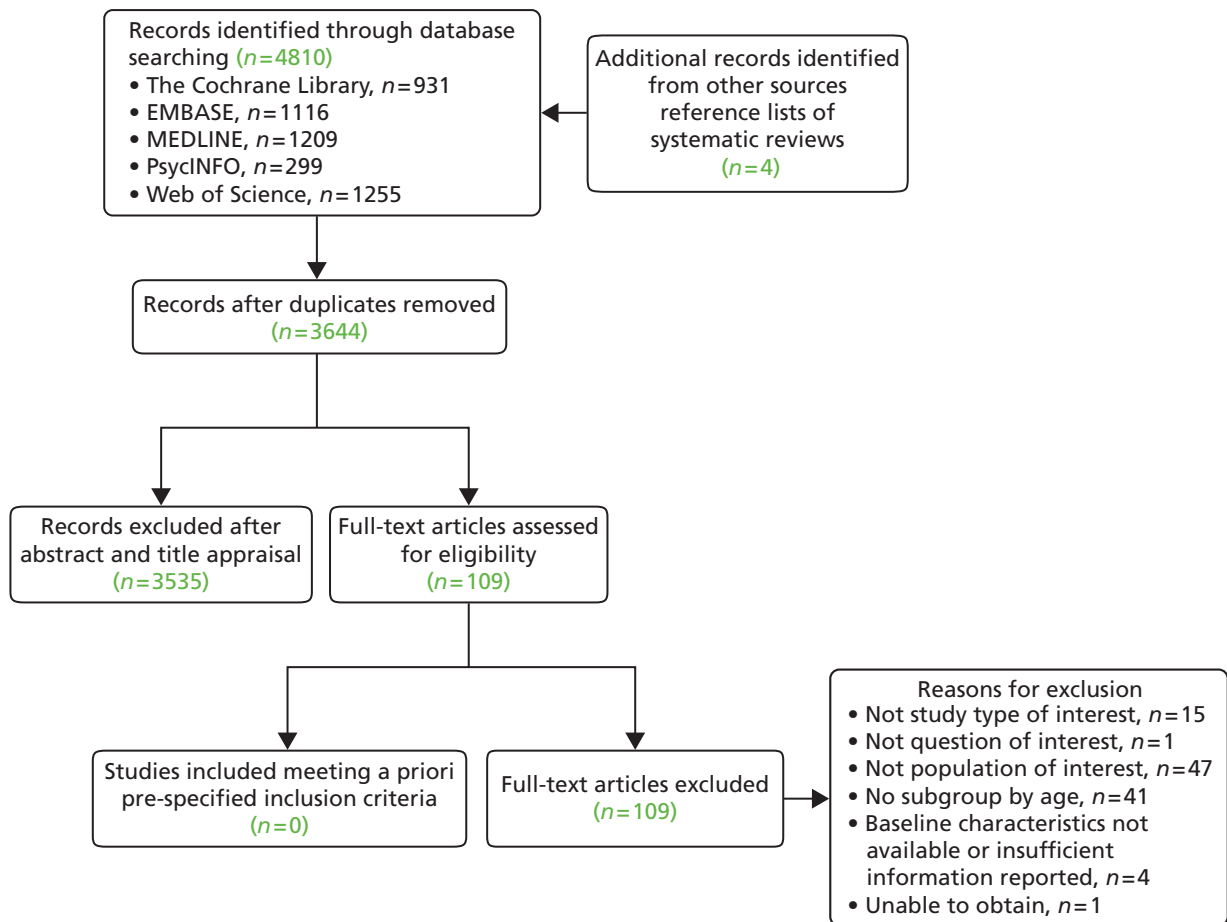 Records identified through database
searching (n=4810)
• The Cochrane Library, n=931
• EMBASE, n=1116
• MEDLINE, n=1209
• PsycINFO, n=299
• Web of Science, n=1255
Additional records identified
from other sources
reference lists of
systematic reviews
(n=4)
Records after duplicates removed
(n=3644)
Records excluded after
abstract and title appraisal
(n=3535)
Full-text articles assessed
for eligibility
(n=109)
Studies included meeting a priori
pre-specified inclusion criteria
(n=0)
Full-text articles excluded
(n=109)
Reasons for exclusion
• Not study type of interest, n=15
• Not question of interest, n=1
• Not population of interest, n=47
• No subgroup by age, n=41
• Baseline characteristics not
available or insufficient
information reported, n=4
• Unable to obtain, n=1